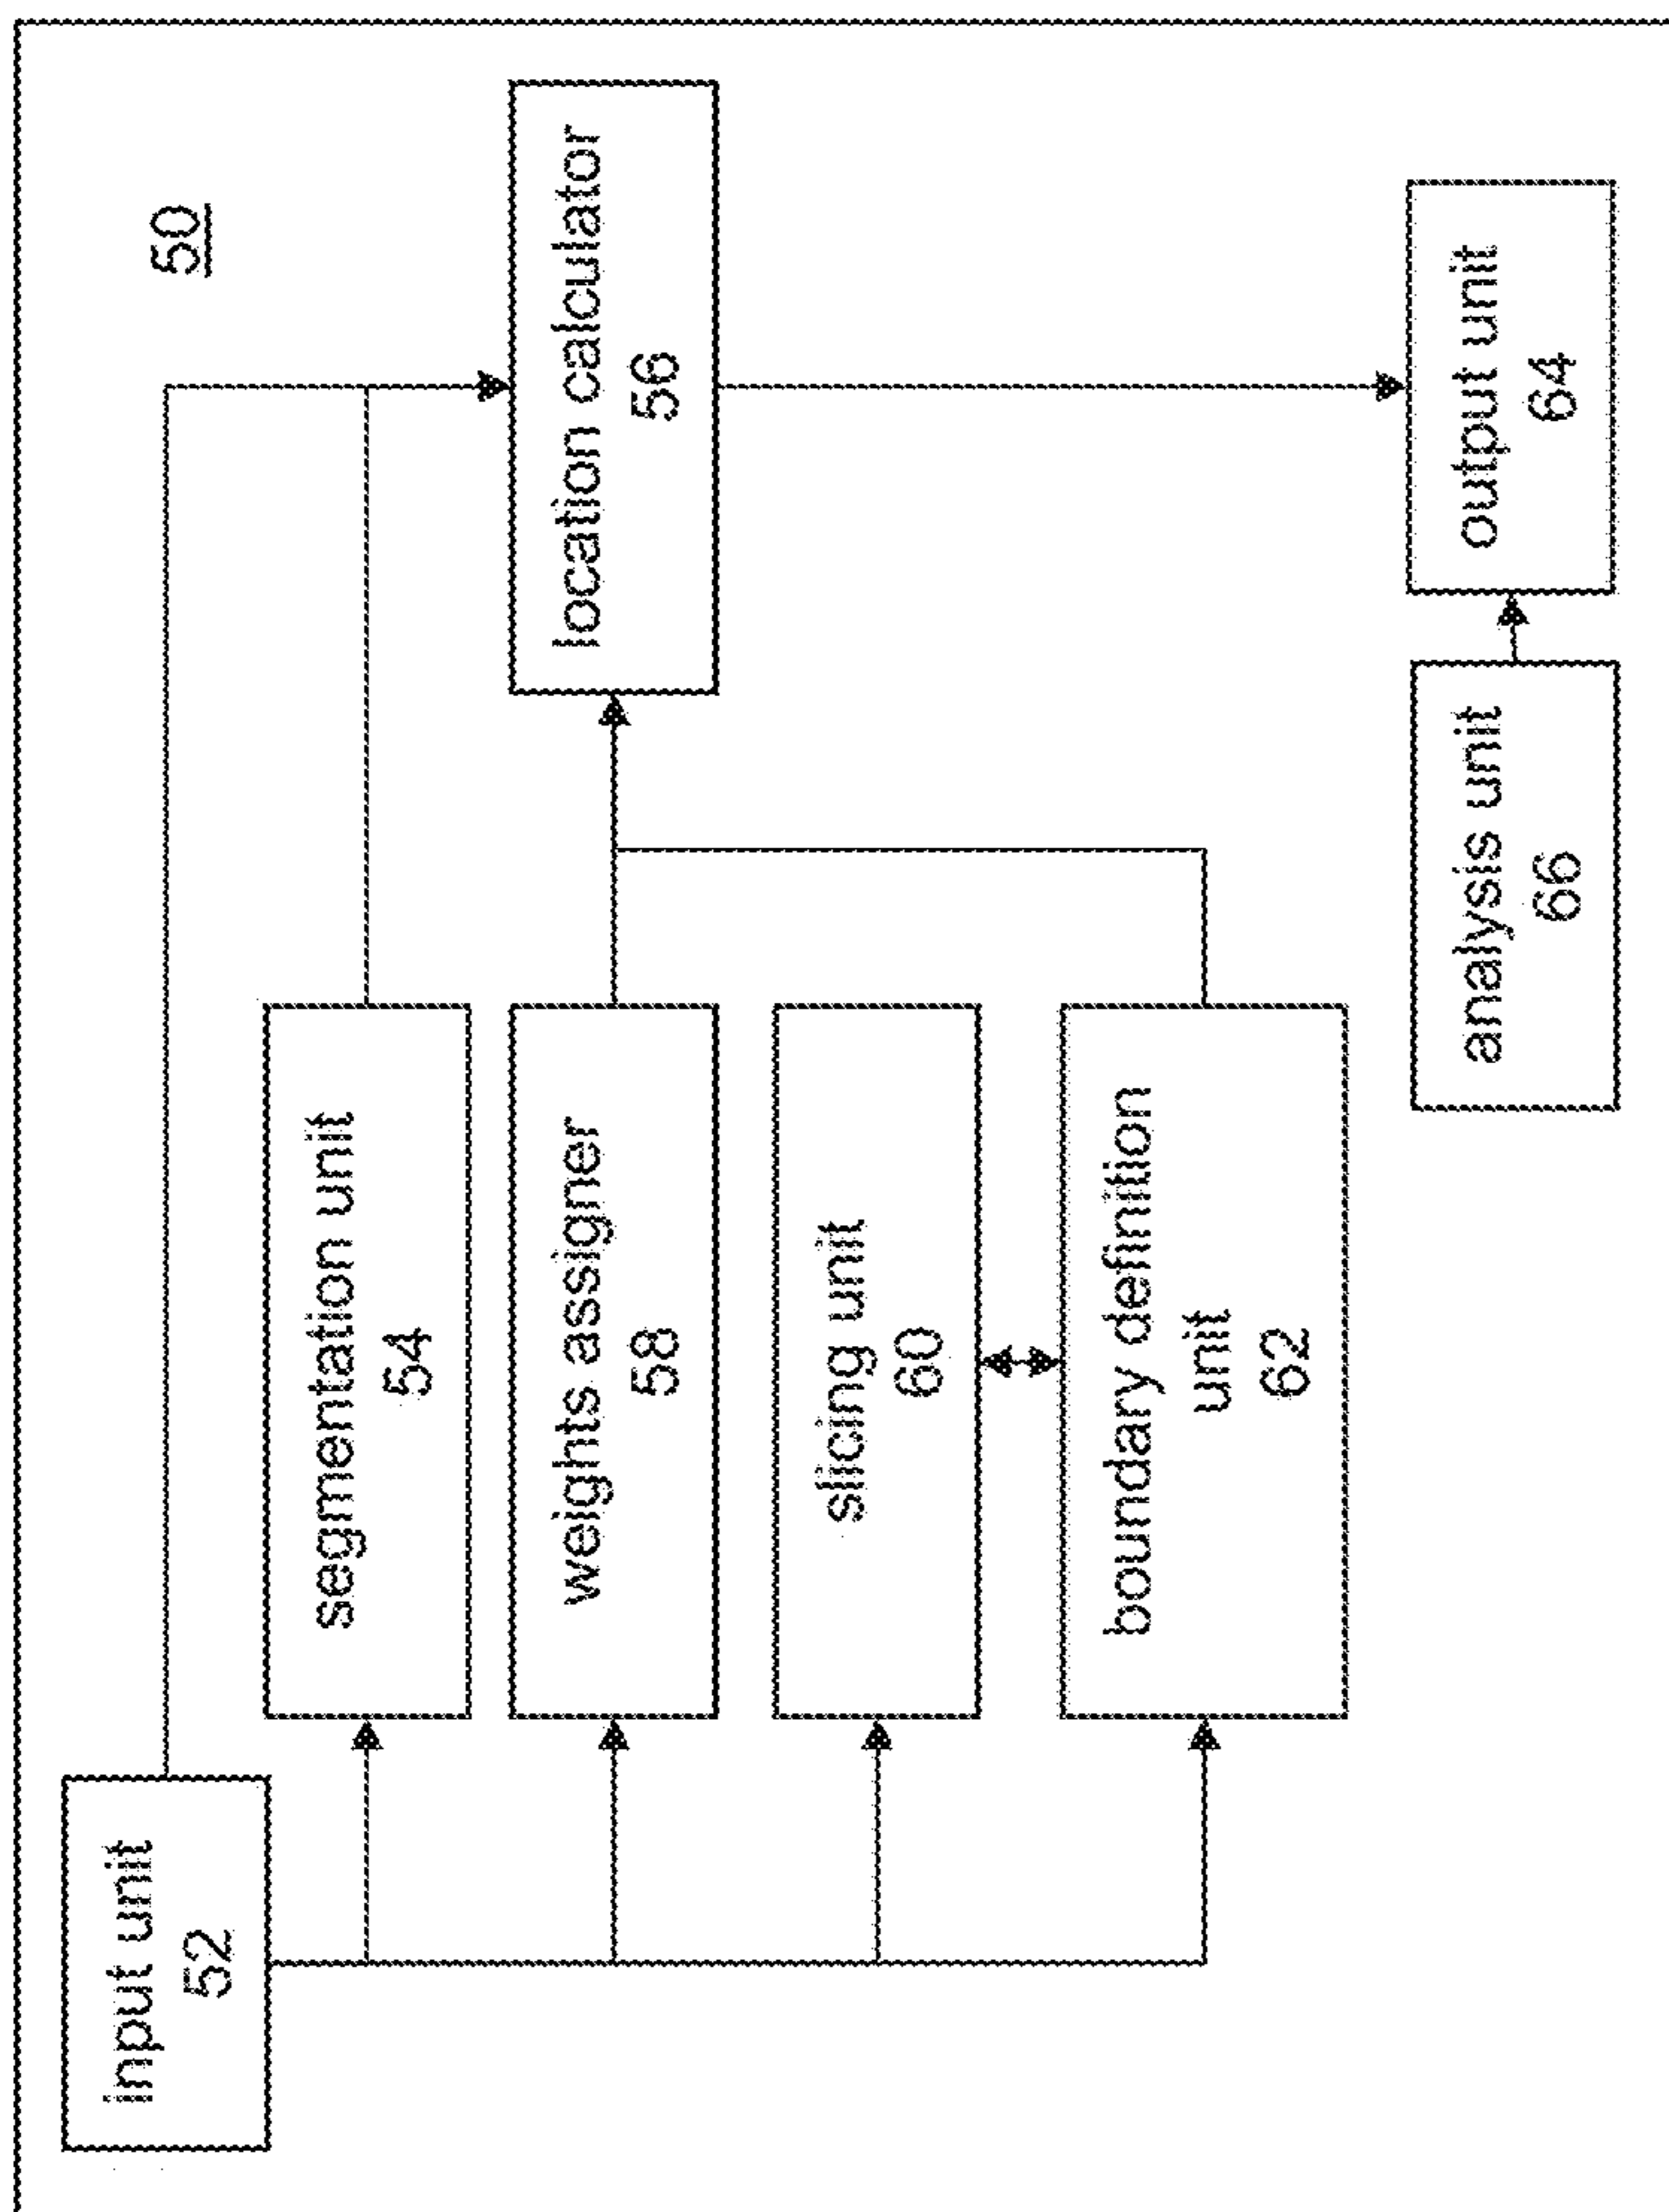 50
input unit
52
segmentation unit
54
weights assigner
58
slicing unit
60
boundary definition
unit
62
location calculator
56
analysis unit
66
output unit
64